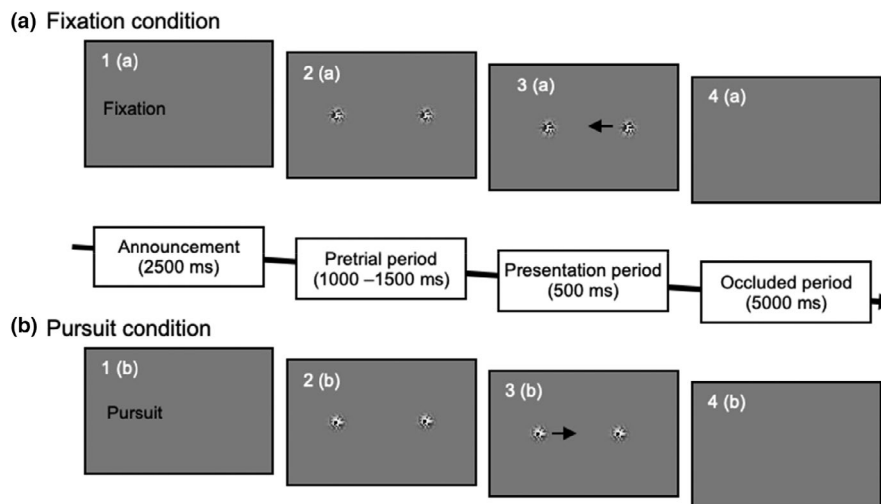 (a) Fixation condition
1 (a)
Fixation
2 (a)
3 (a)
4 (a)
Announcement
(2500 ms)
Pretrial period
(1000 –1500 ms)
Presentation period
(500 ms)
Occluded period
(5000 ms)
(b) Pursuit condition
1 (b)
Pursuit
2 (b)
3 (b)
4 (b)